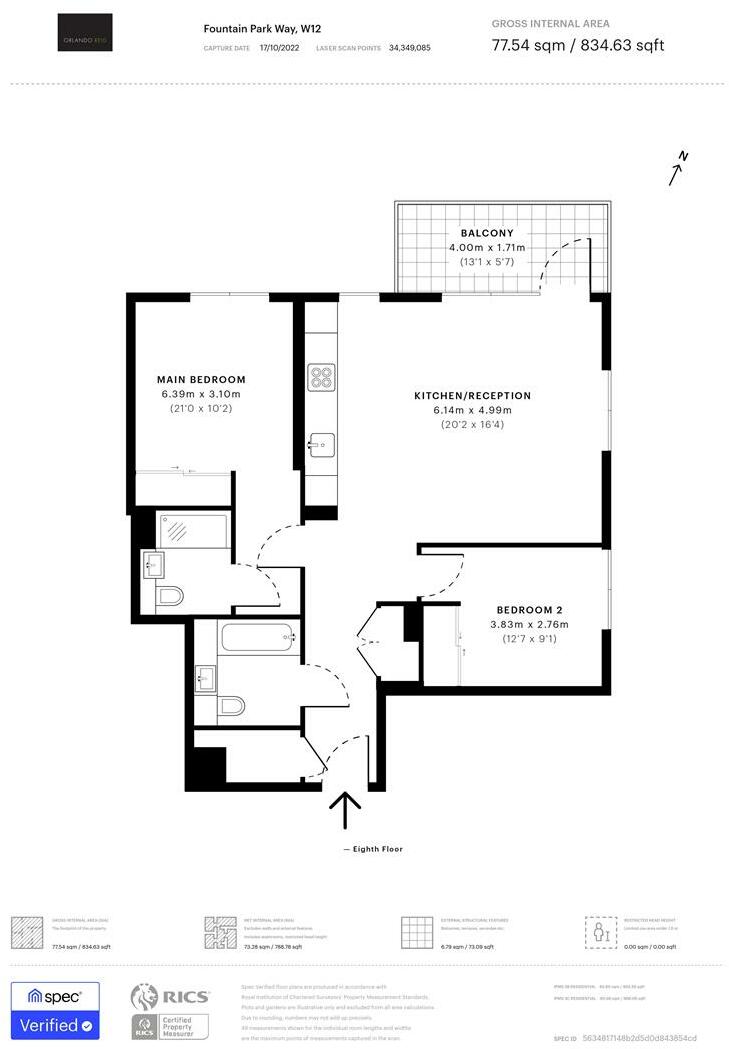 ORLANDO REID
Fountain Park Way, W12
CAPTURE DATE 17/10/2022 LASER SCAN POINTS 34,349,085
GROSS INTERNAL AREA
77.54 sqm / 834.63 sqft
N
BALCONY
4.00m x 1.71m
(13'1 x 5'7)
MAIN BEDROOM
6.39m x 3.10m
(21'0 x 10'2)
KITCHEN/RECEPTION
6.14m x 4.99m
(20'2 x 16'4)
BEDROOM 2
3.83m x 2.76m
(12'7 x 9'1)
— Eighth Floor
GROSS INTERNAL AREA (GIA)
The footprint of the property
77.54 sqm / 834.63 sqft
NET INTERNAL AREA (NIA)
Excludes walls and external features
Includes washrooms, restricted head height
73.28 sqm / 788.78 sqft
EXTERNAL STRUCTURAL FEATURES
Balconies, terraces, verandas etc.
6.79 sqm / 73.09 sqft
RESTRICTED HEAD HEIGHT
Limited use area under 1.5 m
0.00 sqm / 0.00 sqft
spec
Verified
RICS
RICS
Certified
Property
Measurer
Spec Verified floor plans are produced in accordance with
Royal Institution of Chartered Surveyors' Property Measurement Standards.
Plots and gardens are illustrative only and excluded from all area calculations.
Due to rounding, numbers may not add up precisely.
All measurements shown for the individual room lengths and widths
are the maximum points of measurements captured in the scan.
IPMS 3B RESIDENTIAL
IPMS 3C RESIDENTIAL
SPEC ID 5634817148b2d5d0d843854cd